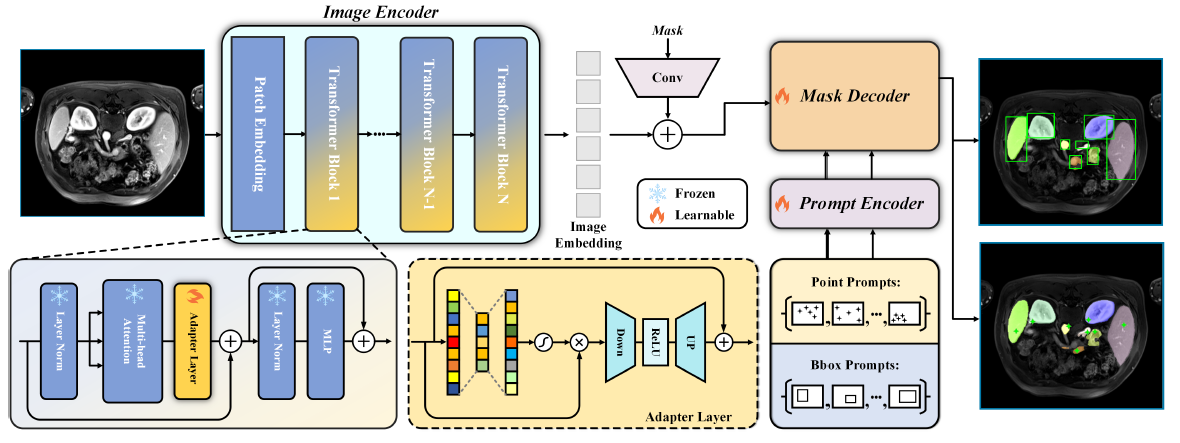 Image Encoder
Patch Embedding
Transformer Block 1
Transformer Block N-1
Transformer Block N
Mask
Conv
Mask Decoder
Frozen
Learnable
Prompt Encoder
Image
Embedding
Layer Norm
Multi-head
Attention
Adapter Layer
Layer Norm
MLP
Down
ReLU
UP
Adapter Layer
Point Prompts:
Bbox Prompts: